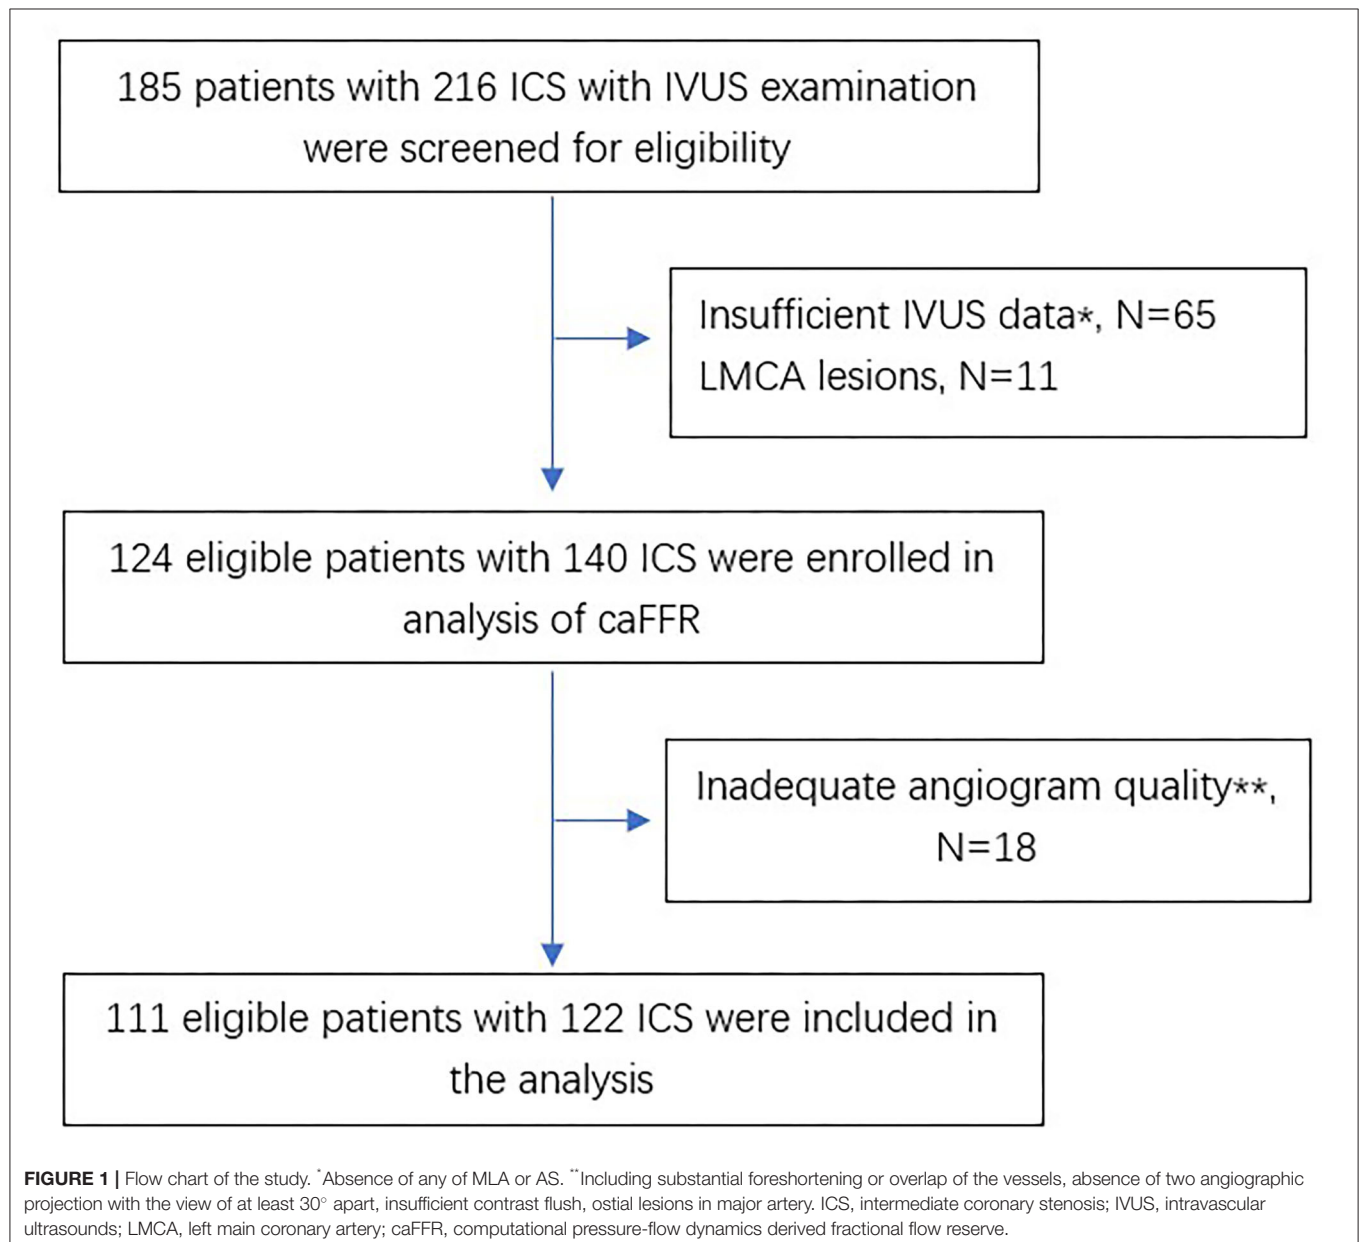 185 patients with 216 ICS with IVUS examination
were screened for eligibility
Insufficient IVUS data*, N=65
LMCA lesions, N=11
124 eligible patients with 140 ICS were enrolled in
analysis of caFFR
Inadequate angiogram quality**,
N=18
111 eligible patients with 122 ICS were included in
the analysis
FIGURE 1 | Flow chart of the study. *Absence of any of MLA or AS. **Including substantial foreshortening or overlap of the vessels, absence of two angiographic
projection with the view of at least 30° apart, insufficient contrast flush, ostial lesions in major artery. ICS, intermediate coronary stenosis; IVUS, intravascular
ultrasounds; LMCA, left main coronary artery; caFFR, computational pressure-flow dynamics derived fractional flow reserve.